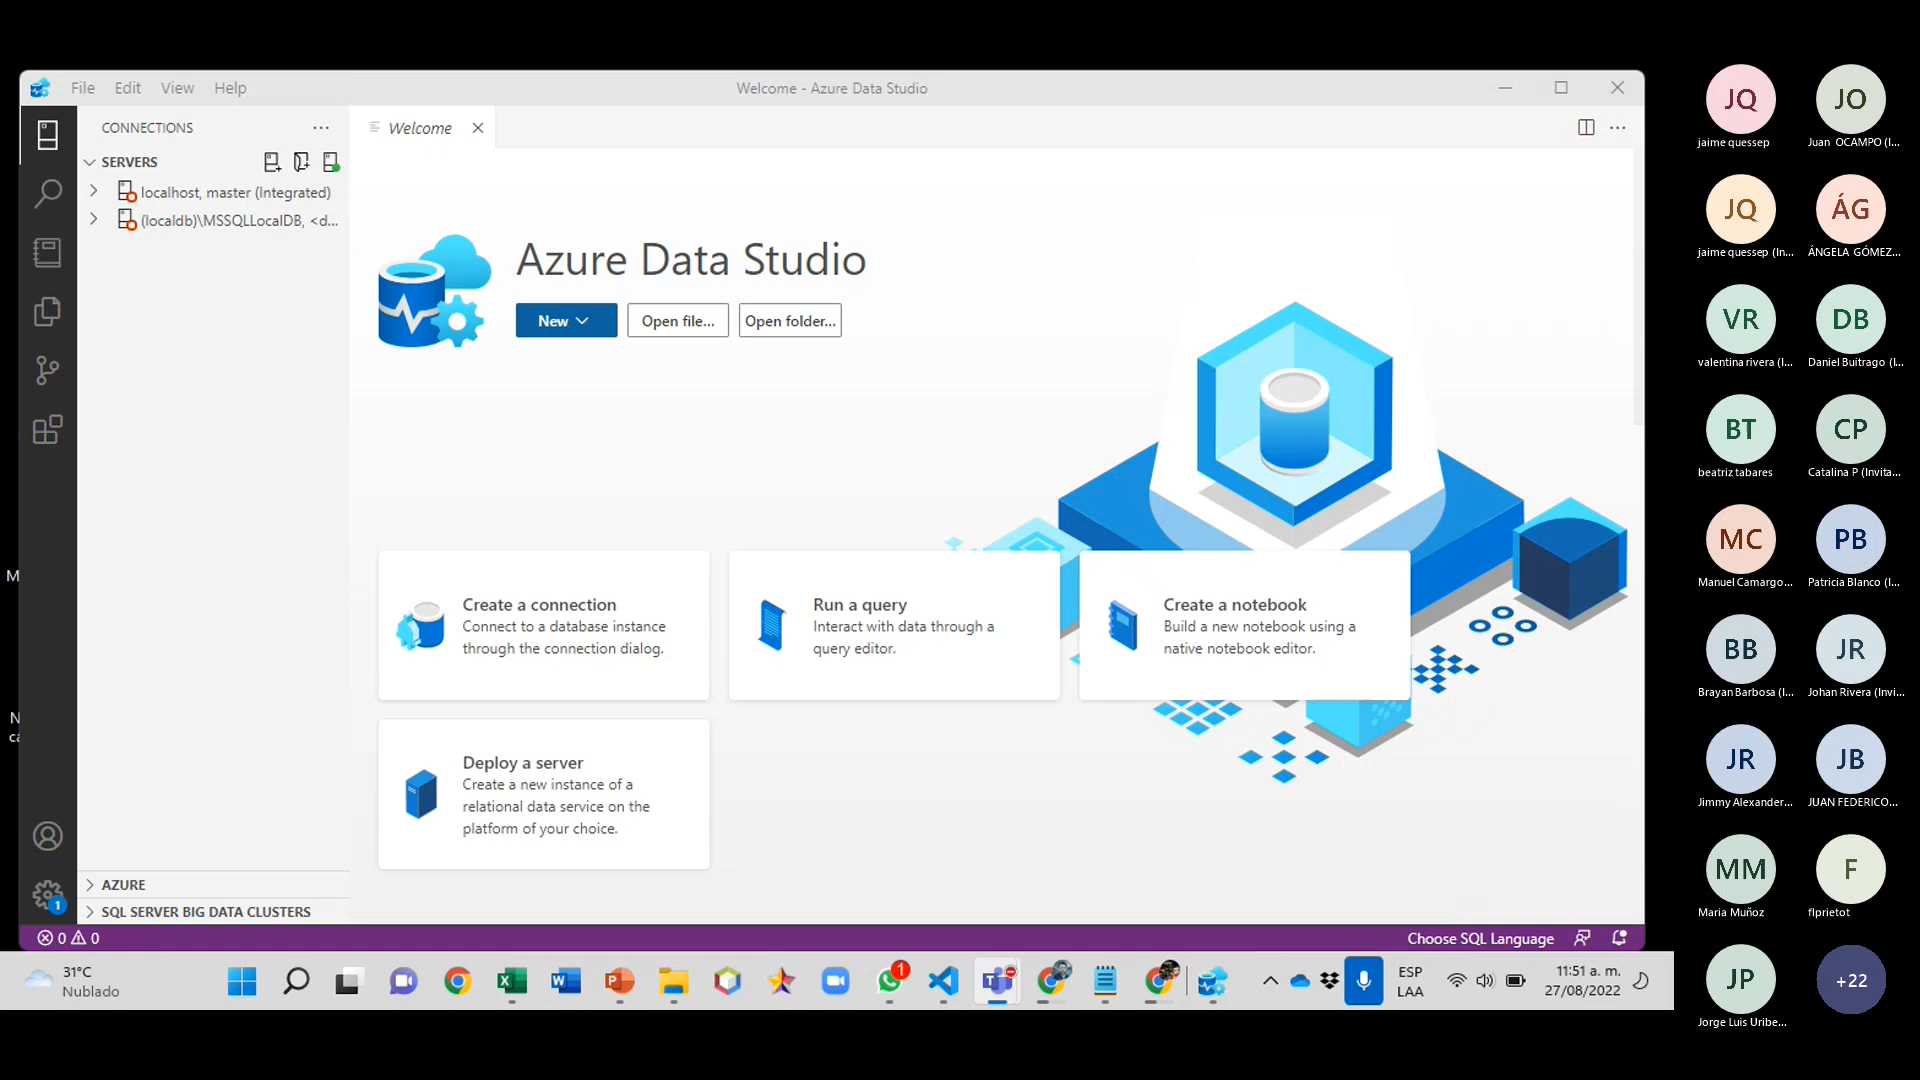 File Edit View Help
Welcome - Azure Data Studio
CONNECTIONS
SERVERS
localhost, master (Integrated)
(localdb)\MSSQLLocalDB, <d...
AZURE
SQL SERVER BIG DATA CLUSTERS
1
Welcome
Azure Data Studio
New
Open file...
Open folder...
Create a connection
Connect to a database instance
through the connection dialog.
Run a query
Interact with data through a
query editor.
Create a notebook
Build a new notebook using a
native notebook editor.
Deploy a server
Create a new instance of a
relational data service on the
platform of your choice.
0 0
Choose SQL Language
31°C
Nublado
1
ESP
LAA
11:51 a. m.
27/08/2022
JQ JO
jaime quessep Juan OCAMPO (I...
JQ ÁG
jaime quessep (In... ÁNGELA GÓMEZ...
VR DB
valentina rivera (I... Daniel Buitrago (I...
BT CP
beatriz tabares Catalina P (Invita...
MC PB
Manuel Camargo... Patricia Blanco (I...
BB JR
Brayan Barbosa (I... Johan Rivera (Invi...
JR JB
Jimmy Alexander... JUAN FEDERICO...
MM F
Maria Muñoz flprietot
JP +22
Jorge Luis Uribe...